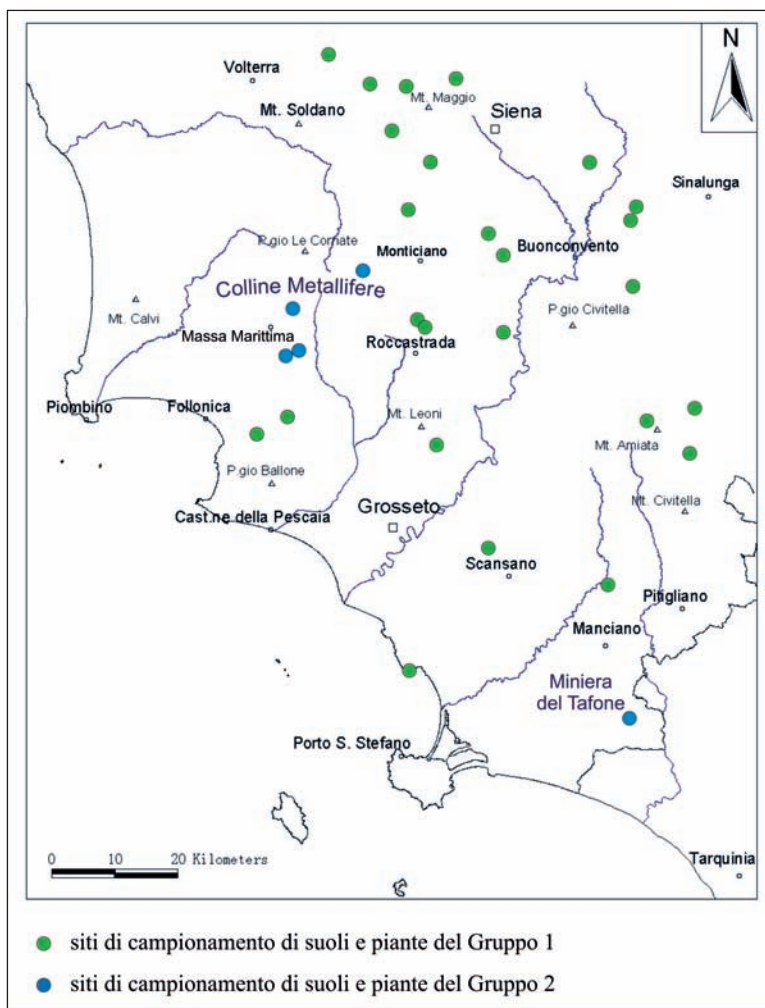 N
Volterra
Mt. Maggio
Mt. Soldano
Siena
Sinalunga
P.gio Le Cornate
Monticiano
Buonconvento
Colline Metallifere
Mt. Calvi
P.gio Civitella
Massa Marittima
Roccastrada
Piombino
Follonica
Mt. Leoni
Mt. Amiata
P.gio Ballone
Mt. Civitella
Grosseto
Cast.ne della Pescaia
Scansano
Pitigliano
Manciano
Miniera
del Tafone
Porto S. Stefano
Tarquinia
0 10 20 Kilometers
siti di campionamento di suoli e piante del Gruppo 1
siti di campionamento di suoli e piante del Gruppo 2